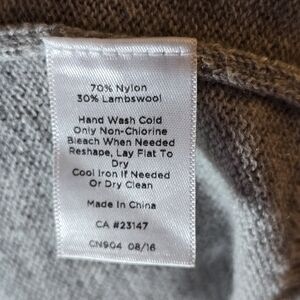 70% Nylon
30% Lambswool
Hand Wash Cold
Only Non-Chlorine
Bleach When Needed
Reshape, Lay Flat To
Dry
Cool Iron If Needed
Or Dry Clean
Made In China
CA #23147
CN904 08/16